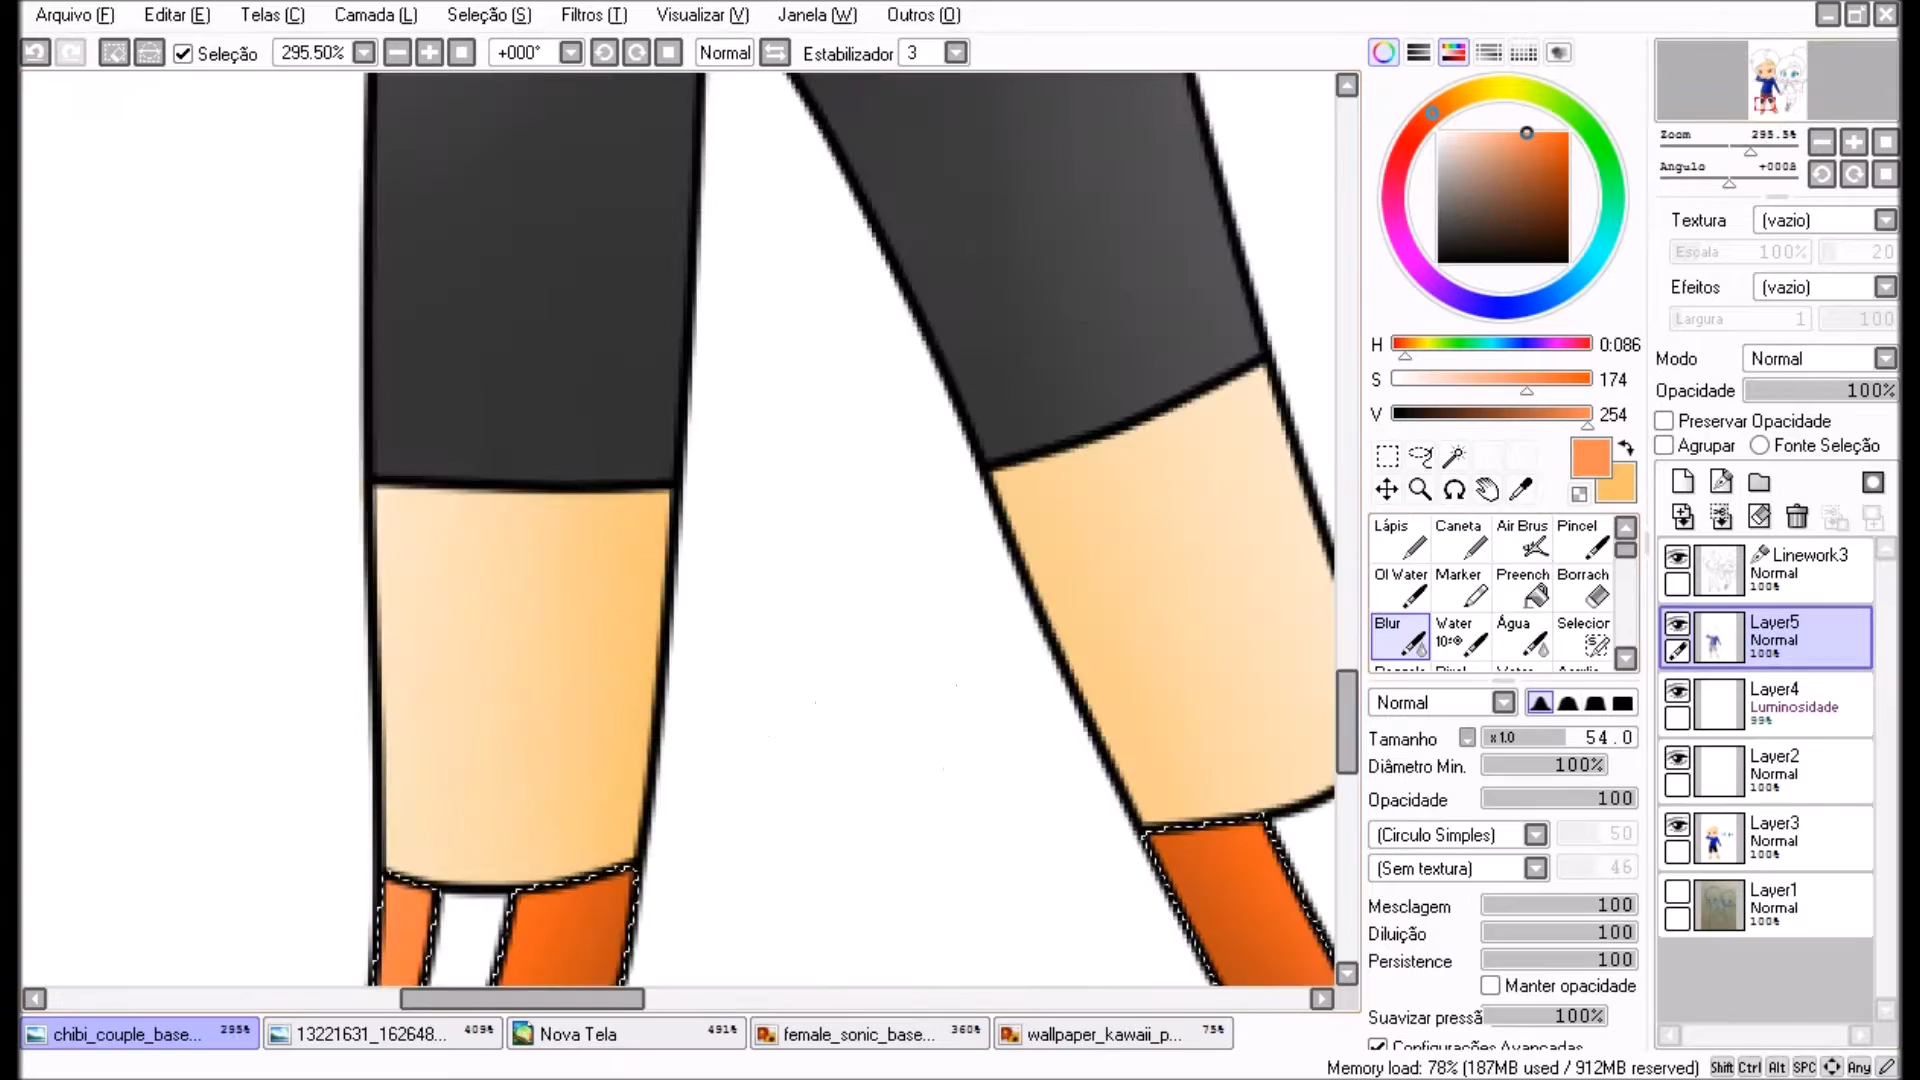 Arquivo (F) Editar (E) Telas (C) Camada (L) Seleção (S) Filtros (T) Visualizar (V) Janela (W) Outros (O)
Seleção 295.50% +000° Normal Estabilizador 3
Zoom 295.5%
Angulo +000ª
Textura (vazio)
Escala 100% 20
Efeitos (vazio)
Largura 1 100
Modo Normal
Opacidade 100%
Preservar Opacidade
Agrupar Fonte Seleção
H 0:086
S 174
V 254
Lápis Caneta Air Brus Pincel
Ol Water Marker Preench Borrach
Blur Water Água Selecior
Normal
Tamanho x 1.0 54.0
Diâmetro Min. 100%
Opacidade 100
(Circulo Simples) 50
(Sem textura) 46
Mesclagem 100
Diluição 100
Persistence 100
Manter opacidade
Suavizar pressã 100%
Configurações Avançadas
Linework3
Normal
100%
Layer5
Normal
100%
Layer4
Luminosidade
99%
Layer2
Normal
100%
Layer3
Normal
100%
Layer1
Normal
100%
chibi_couple_base... 295% 13221631_162648... 409% Nova Tela 491% female_sonic_base... 360% wallpaper_kawaii_p... 75%
Memory load: 78% (187MB used / 912MB reserved) Shift Ctrl Alt SPC Any